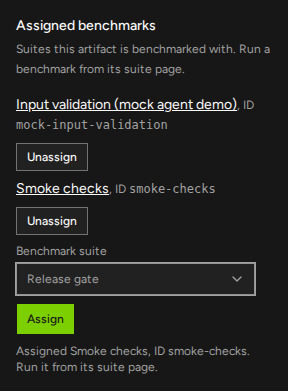 Assigned benchmarks
Suites this artifact is benchmarked with. Run a
benchmark from its suite page.
Input validation (mock agent demo), ID
mock-input-validation
Unassign
Smoke checks, ID smoke-checks
Unassign
Benchmark suite
Release gate
Assign
Assigned Smoke checks, ID smoke-checks.
Run it from its suite page.